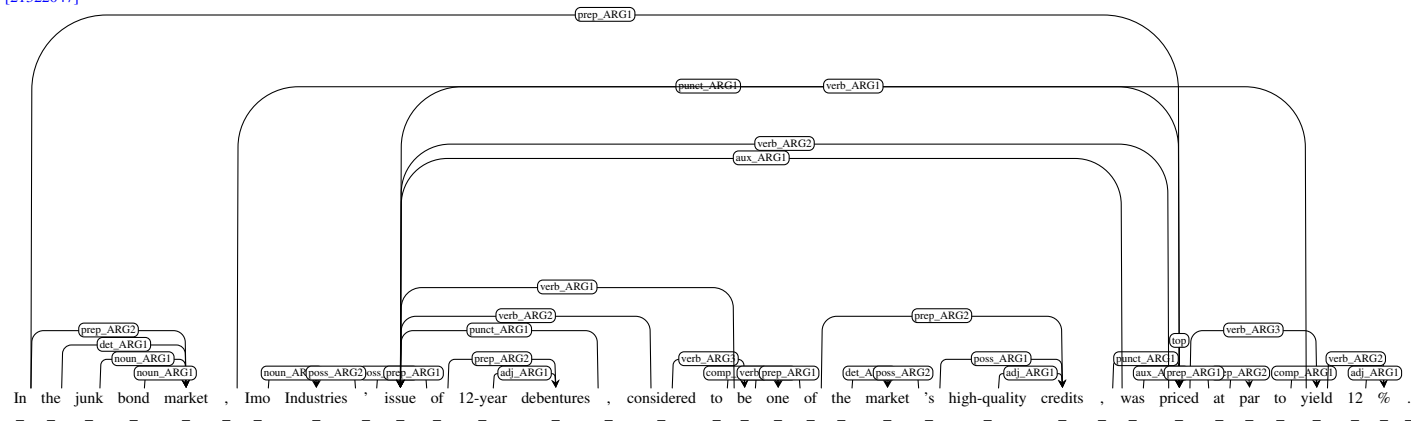 prep_ARG1
punct_ARG1 verb_ARG1
verb_ARG2
aux_ARG1
verb_ARG1
verb_ARG2 prep_ARG2
prep_ARG2 punct_ARG1 verb_ARG3
det_ARG1 top
noun_ARG1 prep_ARG2 verb_ARG3 poss_ARG1 punct_ARG1 verb_ARG2
noun_ARG1 poss_ARG2 prep_ARG1 adj_ARG1 prep_ARG1 poss_ARG2 adj_ARG1 prep_ARG1 comp_ARG1 adj_ARG1
In the junk bond market , Imo Industries ' issue of 12-year debentures , considered to be one of the market 's high-quality credits , was priced at par to yield 12 % .